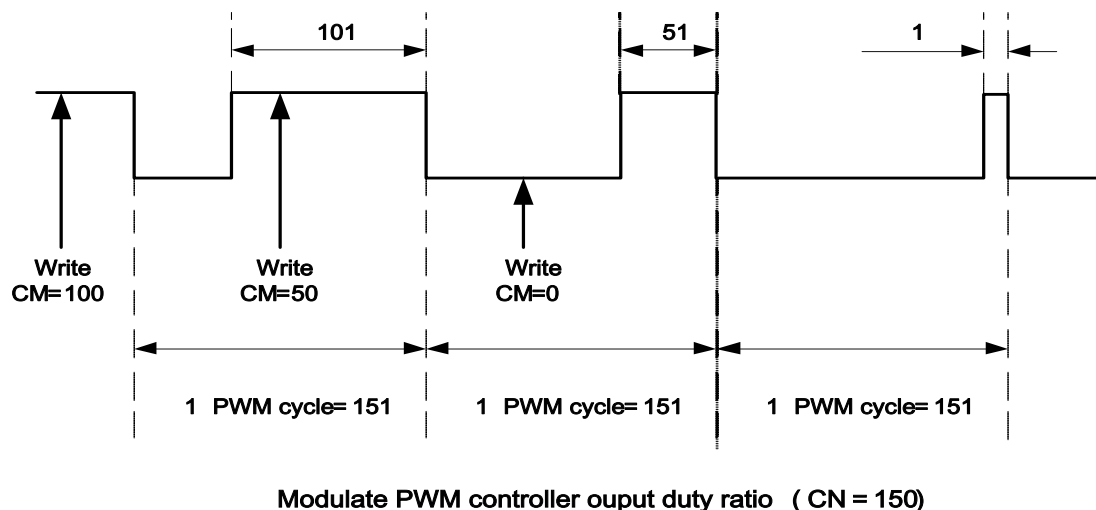 101
51
1
Write
CM=100
Write
CM=50
Write
CM=0
1 PWM cycle= 151
1 PWM cycle= 151
1 PWM cycle= 151
Modulate PWM controller ouput duty ratio ( CN = 150)